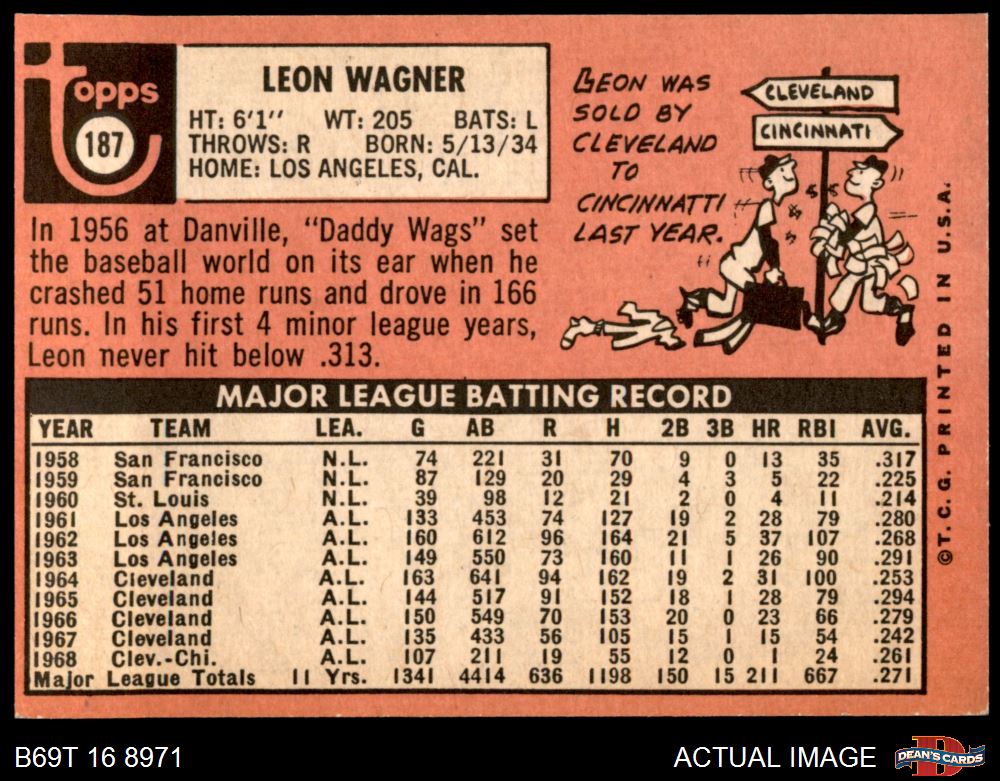 topps
187
LEON WAGNER
HT: 6'1" WT: 205 BATS: L
THROWS: R BORN: 5/13/34
HOME: LOS ANGELES, CAL.
In 1956 at Danville, "Daddy Wags" set
the baseball world on its ear when he
crashed 51 home runs and drove in 166
runs. In his first 4 minor league years,
Leon never hit below .313.
LEON WAS
SOLD BY
CLEVELAND
TO
CINCINNATTI
LAST YEAR.
CLEVELAND
CINCINNATI
$ $
$
$
MAJOR LEAGUE BATTING RECORD
YEAR TEAM LEA. G AB R H 2B 3B HR RBI AVG.
1958 San Francisco N.L. 74 221 31 70 9 0 13 35 .317
1959 San Francisco N.L. 87 129 20 29 4 3 5 22 .225
1960 St. Louis N.L. 39 98 12 21 2 0 4 11 .214
1961 Los Angeles A.L. 133 453 74 127 19 2 28 79 .280
1962 Los Angeles A.L. 160 612 96 164 21 5 37 107 .268
1963 Los Angeles A.L. 149 550 73 160 11 1 26 90 .291
1964 Cleveland A.L. 163 641 94 162 19 2 31 100 .253
1965 Cleveland A.L. 144 517 91 152 18 1 28 79 .294
1966 Cleveland A.L. 150 549 70 153 20 0 23 66 .279
1967 Cleveland A.L. 135 433 56 105 15 1 15 54 .242
1968 Clev.-Chi. A.L. 107 211 19 55 12 0 1 24 .261
Major League Totals 11 Yrs. 1341 4414 636 1198 150 15 211 667 .271
©T. C. G. PRINTED IN U.S.A.
B69T 16 8971
ACTUAL IMAGE
D
DEAN'S CARDS